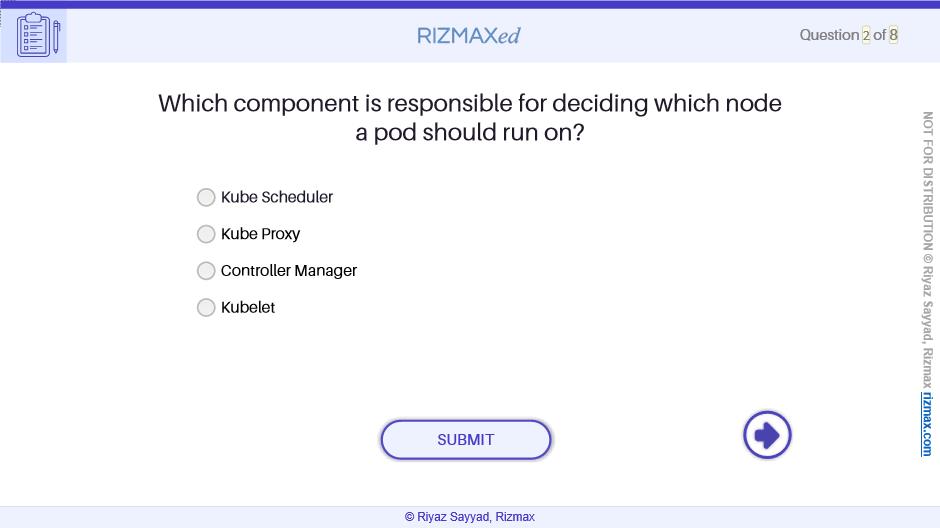 RIZMAXed
Question 2 of 8
Which component is responsible for deciding which node
a pod should run on?
Kube Scheduler
Kube Proxy
Controller Manager
Kubelet
SUBMIT
NOT FOR DISTRIBUTION © Riyaz Sayyad, Rizmax rizmax.com
© Riyaz Sayyad, Rizmax